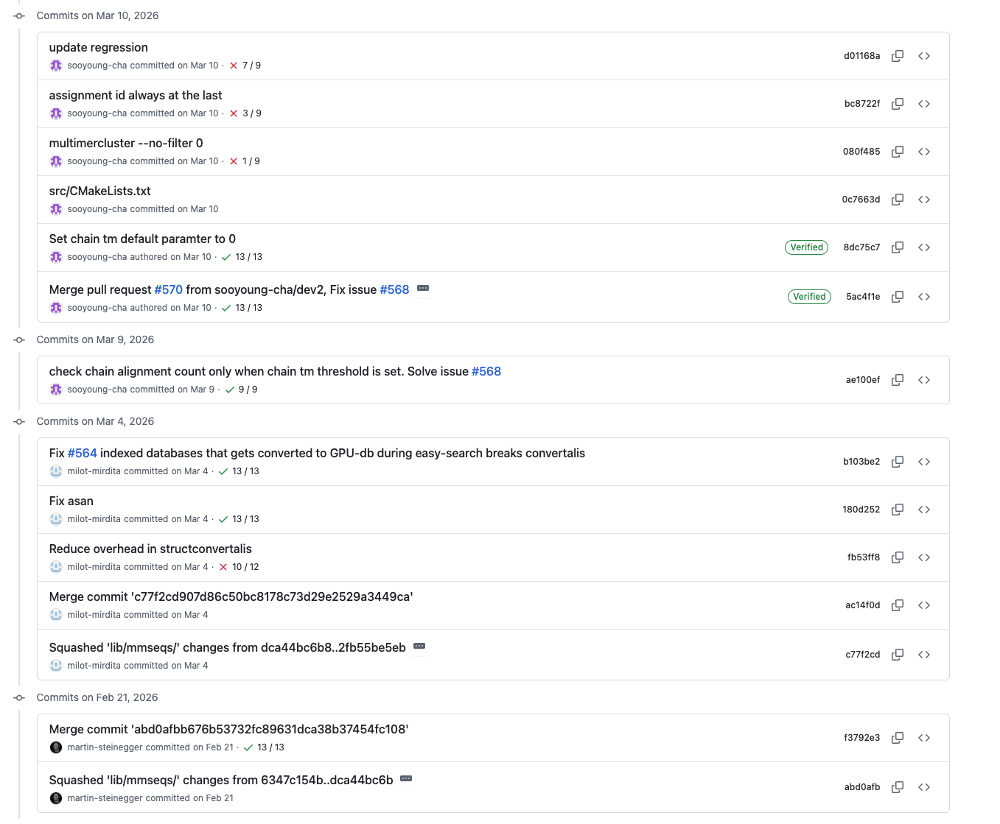 Commits on Mar 10, 2026
update regression
sooyoung-cha committed on Mar 10 · 7 / 9
d01168a
assignment id always at the last
sooyoung-cha committed on Mar 10 · 3 / 9
bc8722f
multimercluster --no-filter 0
sooyoung-cha committed on Mar 10 · 1 / 9
080f485
src/CMakeLists.txt
sooyoung-cha committed on Mar 10
0c7663d
Set chain tm default paramter to 0
sooyoung-cha authored on Mar 10 · 13 / 13
Verified 8dc75c7
Merge pull request #570 from sooyoung-cha/dev2, Fix issue #568
sooyoung-cha authored on Mar 10 · 13 / 13
Verified 5ac4f1e
Commits on Mar 9, 2026
check chain alignment count only when chain tm threshold is set. Solve issue #568
sooyoung-cha committed on Mar 9 · 9 / 9
ae100ef
Commits on Mar 4, 2026
Fix #564 indexed databases that gets converted to GPU-db during easy-search breaks convertalis
milot-mirdita committed on Mar 4 · 13 / 13
b103be2
Fix asan
milot-mirdita committed on Mar 4 · 13 / 13
180d252
Reduce overhead in structconvertalis
milot-mirdita committed on Mar 4 · 10 / 12
fb53ff8
Merge commit 'c77f2cd907d86c50bc8178c73d29e2529a3449ca'
milot-mirdita committed on Mar 4
ac14f0d
Squashed 'lib/mmseqs/' changes from dca44bc6b8..2fb55be5eb
milot-mirdita committed on Mar 4
c77f2cd
Commits on Feb 21, 2026
Merge commit 'abd0afbb676b53732fc89631dca38b37454fc108'
martin-steinegger committed on Feb 21 · 13 / 13
f3792e3
Squashed 'lib/mmseqs/' changes from 6347c154b..dca44bc6b
martin-steinegger committed on Feb 21
abd0afb